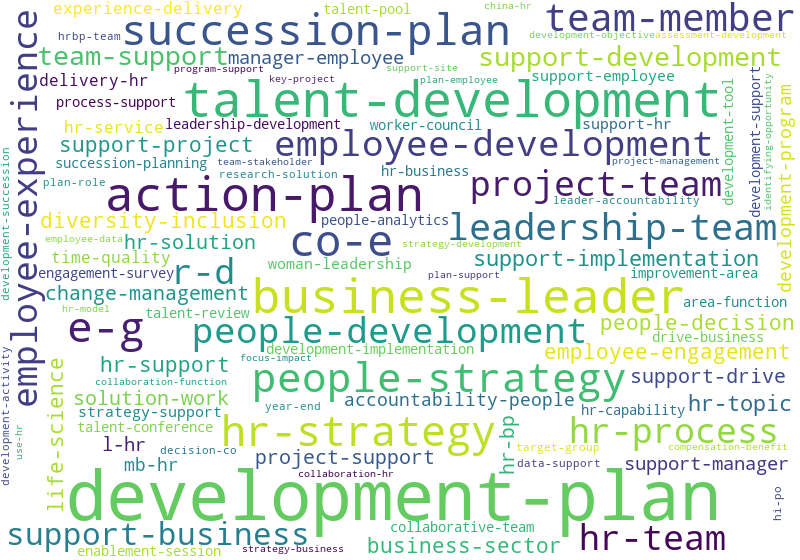 experience-delivery
talent-pool
china-hr
hrbp-team
succession-plan
team-member
development-objective
assessment-development
team-support
manager-employee
support-development
program-support
key-project
support-site
plan-employee
support-employee
delivery-hr
process-support
talent-development
development-tool
development-support
identifying-opportunity
development-program
employee-experience
hr-service
leadership-development
worker-council
support-hr
support-project
employee-development
succession-planning
team-stakeholder
research-solution
hr-business
project-management
development-succession
plan-role
action-plan
project-team
leader-accountability
diversity-inclusion
people-analytics
leadership-team
employee-data
hr-solution
co-e
strategy-development
time-quality
r-d
woman-leadership
support-implementation
engagement-survey
plan-support
improvement-area
change-management
business-leader
hr-model
talent-review
area-function
e-g
people-development
people-decision
drive-business
development-implementation
focus-impact
employee-engagement
development-activity
hr-support
people-strategy
support-drive
collaboration-function
life-science
solution-work
accountability-people
hr-topic
strategy-support
year-end
hr-capability
talent-conference
hr-strategy
hr-process
use-hr
l-hr
decision-co
hr-bp
target-group
compensation-benefit
mb-hr
project-support
data-support
support-manager
collaboration-hr
development-plan
hi-po
support-business
collaborative-team
hr-team
enablement-session
strategy-business
business-sector